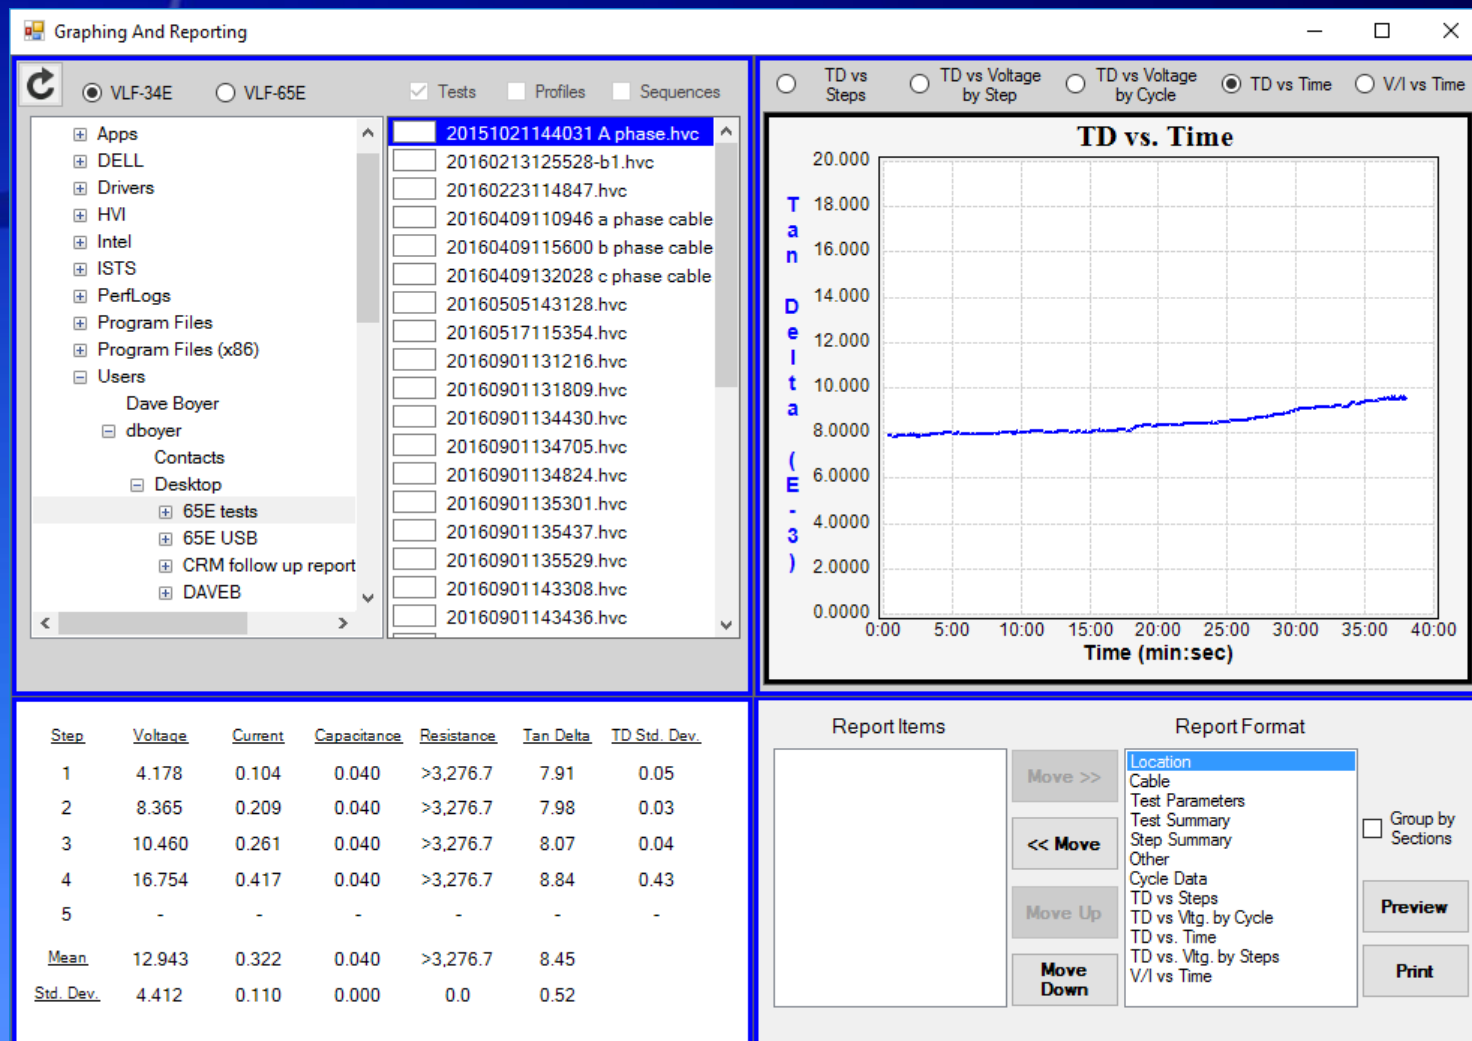 Graphing And Reporting
VLF-34E
VLF-65E
Tests
Profiles
Sequences
Apps
DELL
Drivers
HVI
Intel
ISTS
PerfLogs
Program Files
Program Files (x86)
Users
Dave Boyer
dboyer
Contacts
Desktop
65E tests
65E USB
CRM follow up report
DAVEB
20151021144031 A phase.hvc
20160213125528-b1.hvc
20160223114847.hvc
20160409110946 a phase cable
20160409115600 b phase cable
20160409132028 c phase cable
20160505143128.hvc
20160517115354.hvc
20160901131216.hvc
20160901131809.hvc
20160901134430.hvc
20160901134705.hvc
20160901134824.hvc
20160901135301.hvc
20160901135437.hvc
20160901135529.hvc
20160901143308.hvc
20160901143436.hvc
TD vs
Steps
TD vs Voltage
by Step
TD vs Voltage
by Cycle
TD vs Time
V/I vs Time
TD vs. Time
Tan Delta (E-3)
20.000
18.000
16.000
14.000
12.000
10.000
8.0000
6.0000
4.0000
2.0000
0.0000
0:00 5:00 10:00 15:00 20:00 25:00 30:00 35:00 40:00
Time (min:sec)
Step Voltage Current Capacitance Resistance Tan Delta TD Std. Dev.
1 4.178 0.104 0.040 >3,276.7 7.91 0.05
2 8.365 0.209 0.040 >3,276.7 7.98 0.03
3 10.460 0.261 0.040 >3,276.7 8.07 0.04
4 16.754 0.417 0.040 >3,276.7 8.84 0.43
5 - - - - - -
Mean 12.943 0.322 0.040 >3,276.7 8.45
Std. Dev. 4.412 0.110 0.000 0.0 0.52
Report Items
Move >>
<< Move
Move Up
Move
Down
Report Format
Location
Cable
Test Parameters
Test Summary
Step Summary
Other
Cycle Data
TD vs Steps
TD vs Vltg. by Cycle
TD vs. Time
TD vs. Vltg. by Steps
V/I vs Time
Group by
Sections
Preview
Print